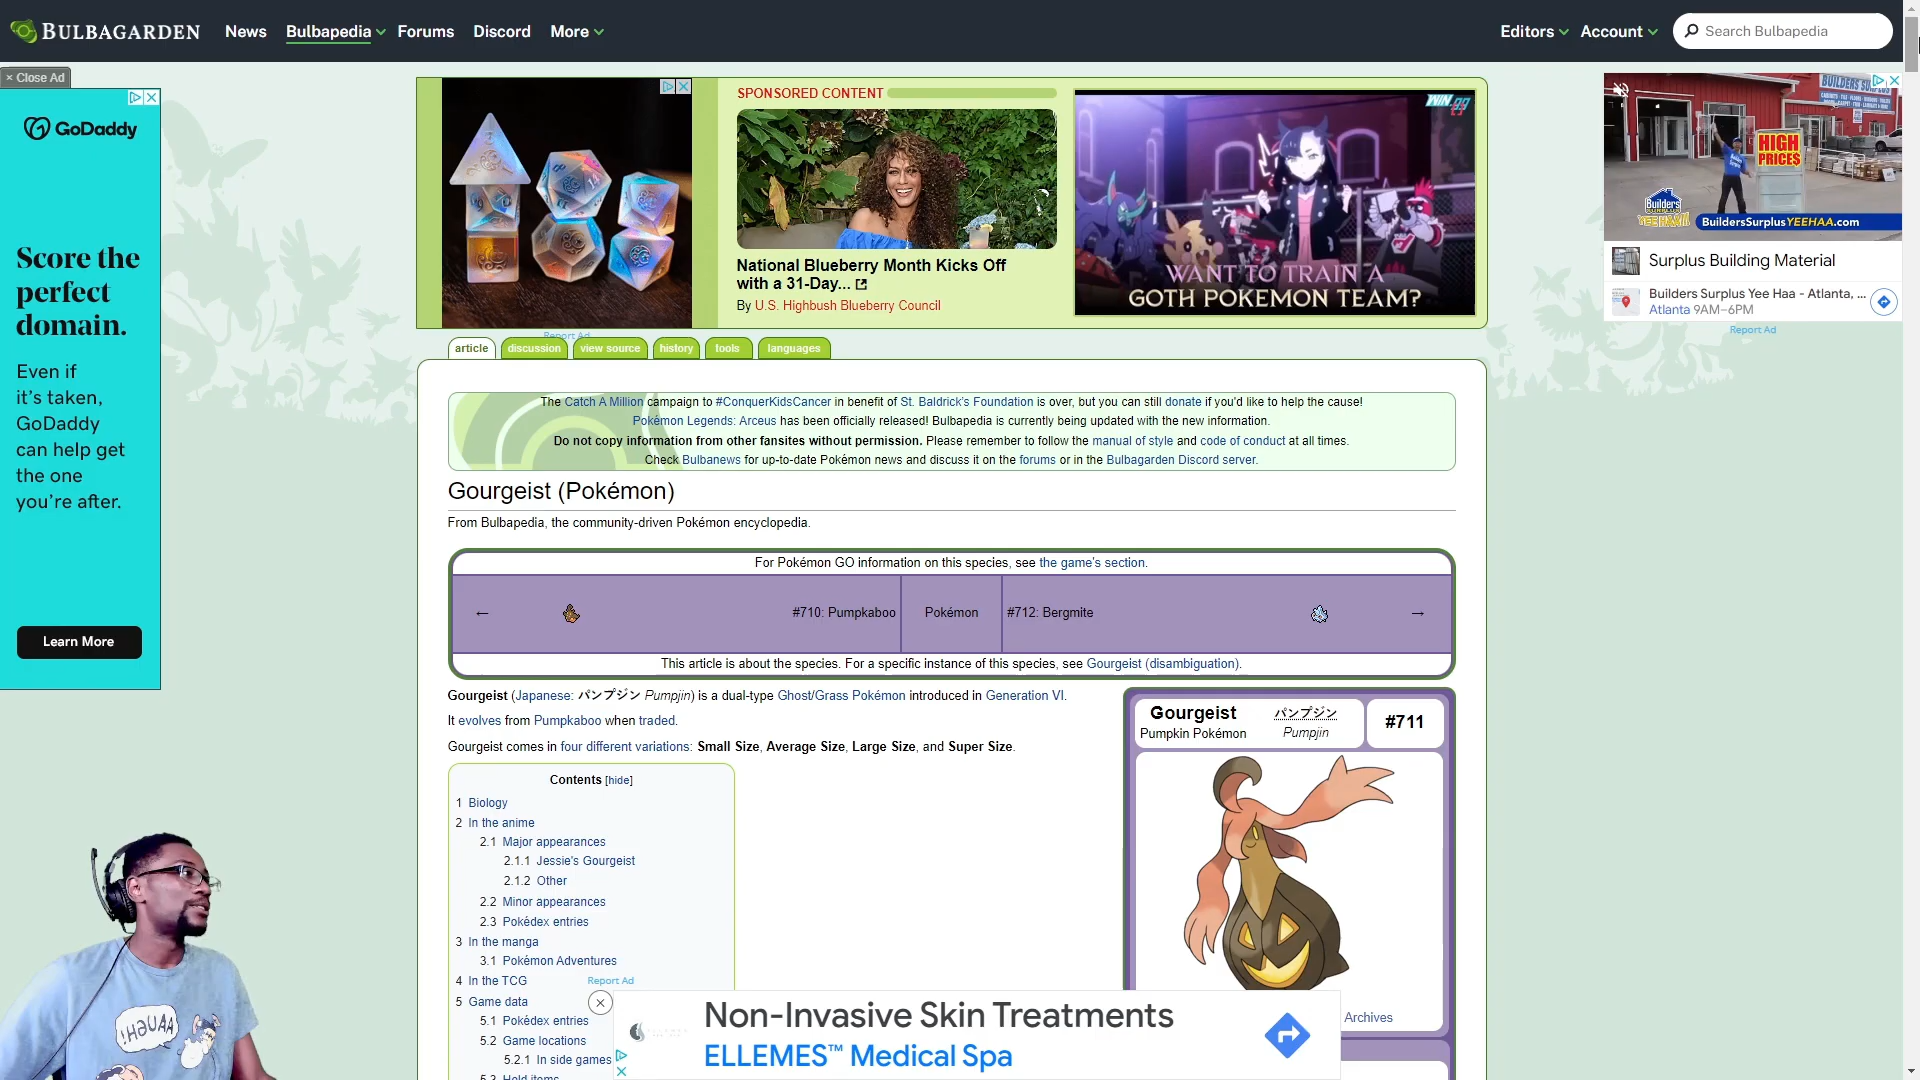 BULBAGARDEN
News
Bulbapedia
Forums
Discord
More
Editors
Account
Search Bulbapedia
× Close Ad
GoDaddy
Score the
perfect
domain.
Even if
it's taken,
GoDaddy
can help get
the one
you're after.
Learn More
SPONSORED CONTENT
National Blueberry Month Kicks Off
with a 31-Day...
By U.S. Highbush Blueberry Council
WIN.GG
WANT TO TRAIN A
GOTH POKEMON TEAM?
BUILDERS SURPLUS
HIGH
PRICES
Builders
SURPLUS
YEEHAA!!
BuildersSurplusYEEHAA.com
Surplus Building Material
Builders Surplus Yee Haa - Atlanta, ...
Atlanta 9AM–6PM
Report Ad
Report Ad
article
discussion
view source
history
tools
languages
The Catch A Million campaign to #ConquerKidsCancer in benefit of St. Baldrick's Foundation is over, but you can still donate if you'd like to help the cause!
Pokémon Legends: Arceus has been officially released! Bulbapedia is currently being updated with the new information.
Do not copy information from other fansites without permission. Please remember to follow the manual of style and code of conduct at all times.
Check Bulbanews for up-to-date Pokémon news and discuss it on the forums or in the Bulbagarden Discord server.
Gourgeist (Pokémon)
From Bulbapedia, the community-driven Pokémon encyclopedia.
For Pokémon GO information on this species, see the game's section.
← #710: Pumpkaboo Pokémon #712: Bergmite →
This article is about the species. For a specific instance of this species, see Gourgeist (disambiguation).
Gourgeist (Japanese: パンプジン Pumpjin) is a dual-type Ghost/Grass Pokémon introduced in Generation VI.
It evolves from Pumpkaboo when traded.
Gourgeist comes in four different variations: Small Size, Average Size, Large Size, and Super Size.
Gourgeist
Pumpkin Pokémon
パンプジン
Pumpjin
#711
Archives
Contents [hide]
1 Biology
2 In the anime
2.1 Major appearances
2.1.1 Jessie's Gourgeist
2.1.2 Other
2.2 Minor appearances
2.3 Pokédex entries
3 In the manga
3.1 Pokémon Adventures
4 In the TCG
5 Game data
5.1 Pokédex entries
5.2 Game locations
5.2.1 In side games
5.3 Held items
Report Ad
Non-Invasive Skin Treatments
ELLEMES™ Medical Spa